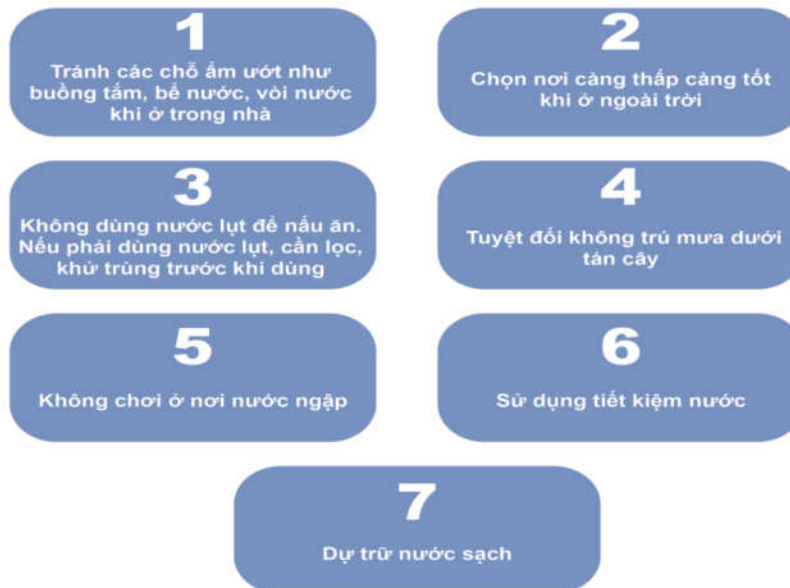 1
Tránh các chỗ ẩm ướt như
buồng tắm, bể nước, vòi nước
khi ở trong nhà
2
Chọn nơi càng thấp càng tốt
khi ở ngoài trời
3
Không dùng nước lụt để nấu ăn.
Nếu phải dùng nước lụt, cần lọc,
khử trùng trước khi dùng
4
Tuyệt đối không trú mưa dưới
tán cây
5
Không chơi ở nơi nước ngập
6
Sử dụng tiết kiệm nước
7
Dự trữ nước sạch